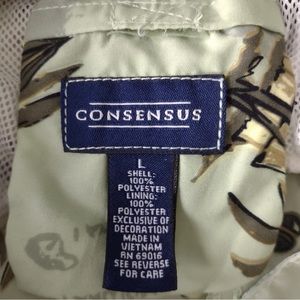 CONSENSUS
L
SHELL:
100%
POLYESTER
LINING:
100%
POLYESTER
EXCLUSIVE OF
DECORATION
MADE IN
VIETNAM
RN 69016
SEE REVERSE
FOR CARE